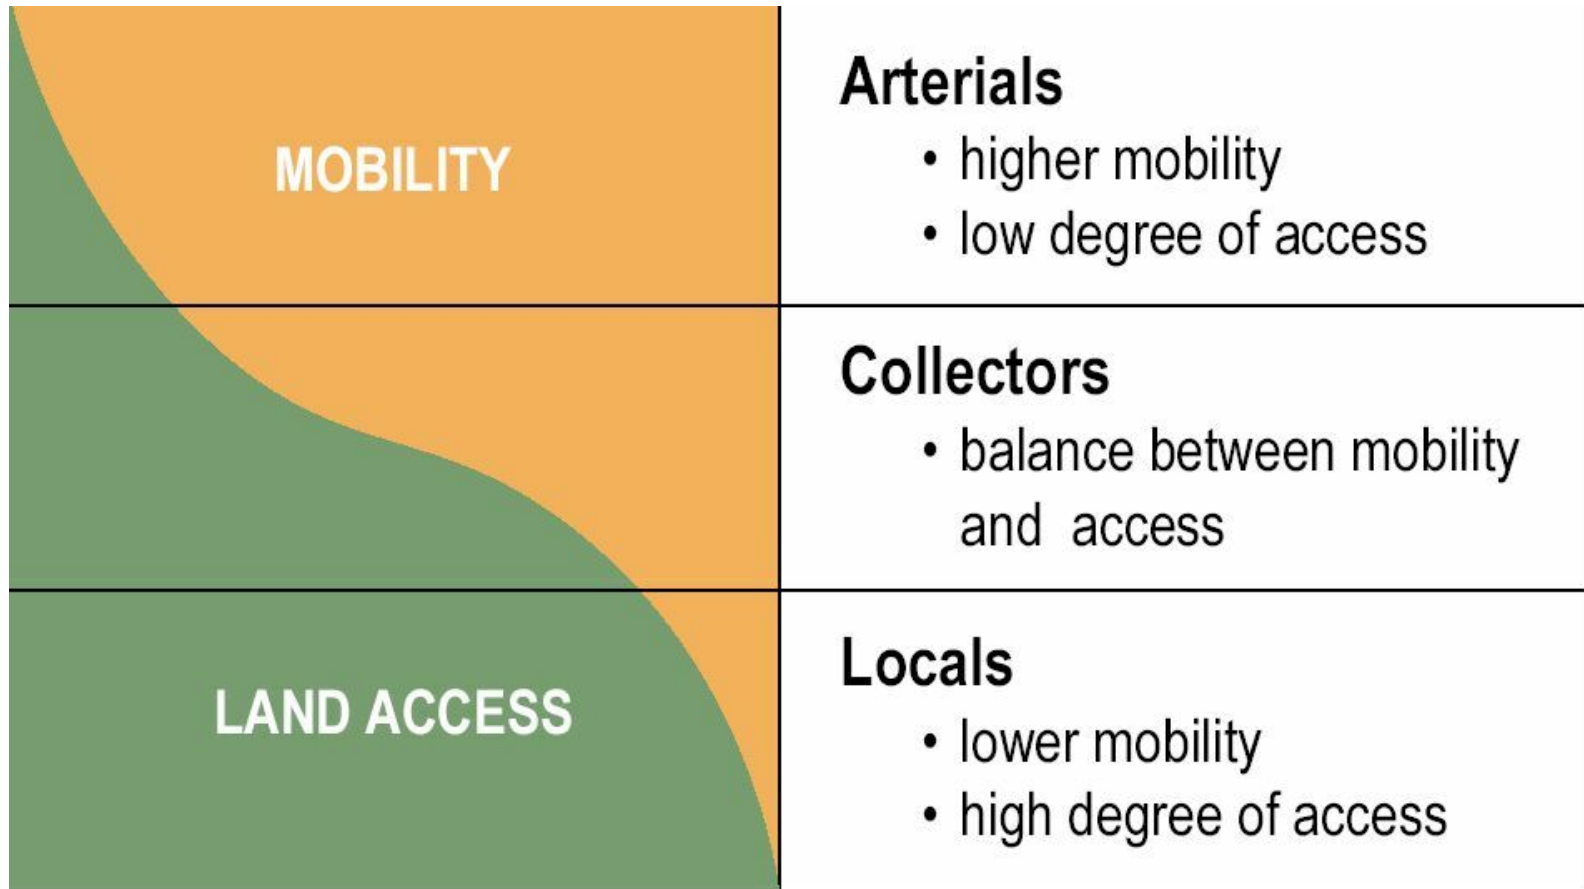 MOBILITY
Arterials
• higher mobility
• low degree of access
Collectors
• balance between mobility
and access
LAND ACCESS
Locals
• lower mobility
• high degree of access